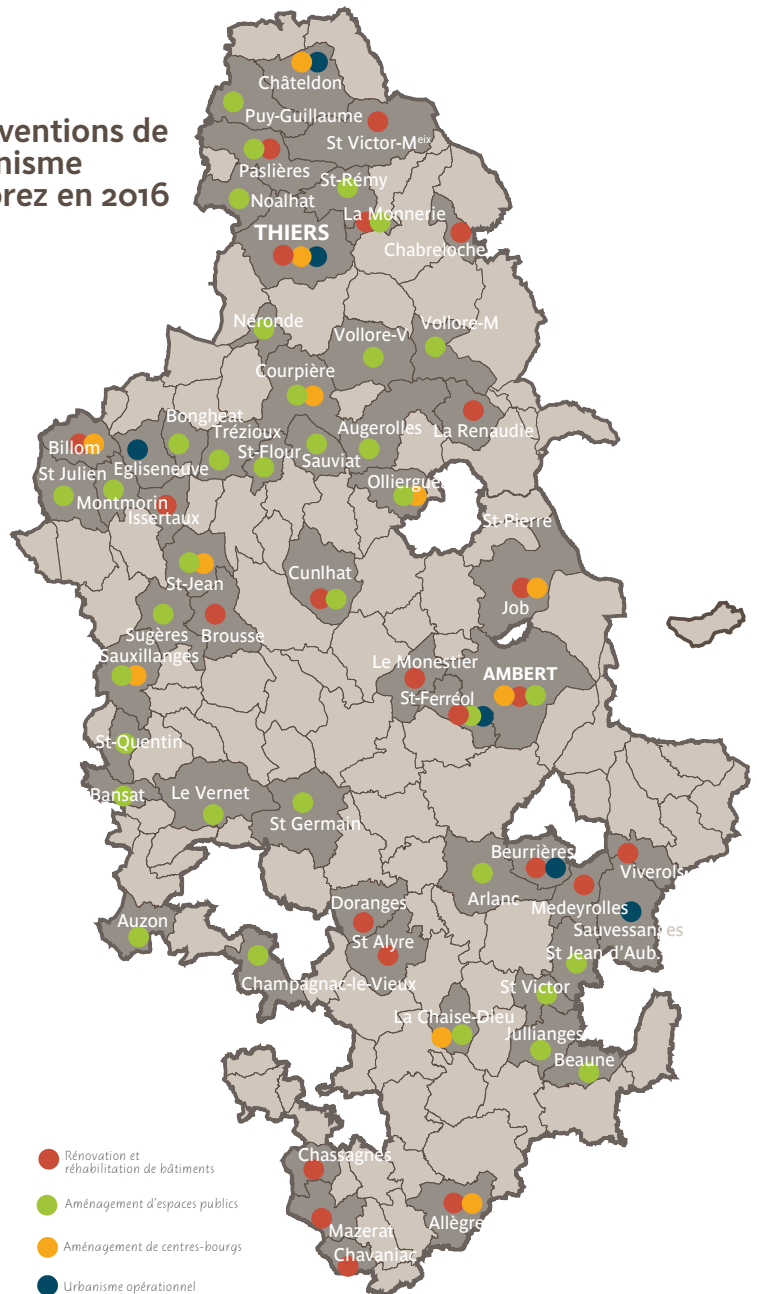 ventions de
nisme
rez en 2016
Châteldon
Puy-Guillaume
St Victor-Meix
Paslières
St-Rémy
Noalhat
La Monnerie
THIERS
Chabreloche
Néronde
Vollore-V
Vollore-M
Courpière
Bongheat
Trézioux
Augerolles
La Renaudie
Billom
St-Flour
Sauviat
St Julien
Egliseneuve
Olliergues
Montmorin
Issertaux
St-Pierre
St-Jean
Cunlhat
Job
Sugères
Brousse
Sauxillanges
Le Monestier
AMBERT
St-Ferréol
St-Quentin
Bansat
Le Vernet
St Germain
Beurrières
Viverols
Arlanc
Medeyrolles
Doranges
Auzon
Sauvessanges
St Alyre
St Jean d'Aub.
Champagnac-le-Vieux
St Victor
La Chaise-Dieu
Jullianges
Beaune
Chassagnes
Rénovation et
réhabilitation de bâtiments
Aménagement d'espaces publics
Mazerat
Allègre
Aménagement de centres-bourgs
Chavaniac
Urbanisme opérationnel